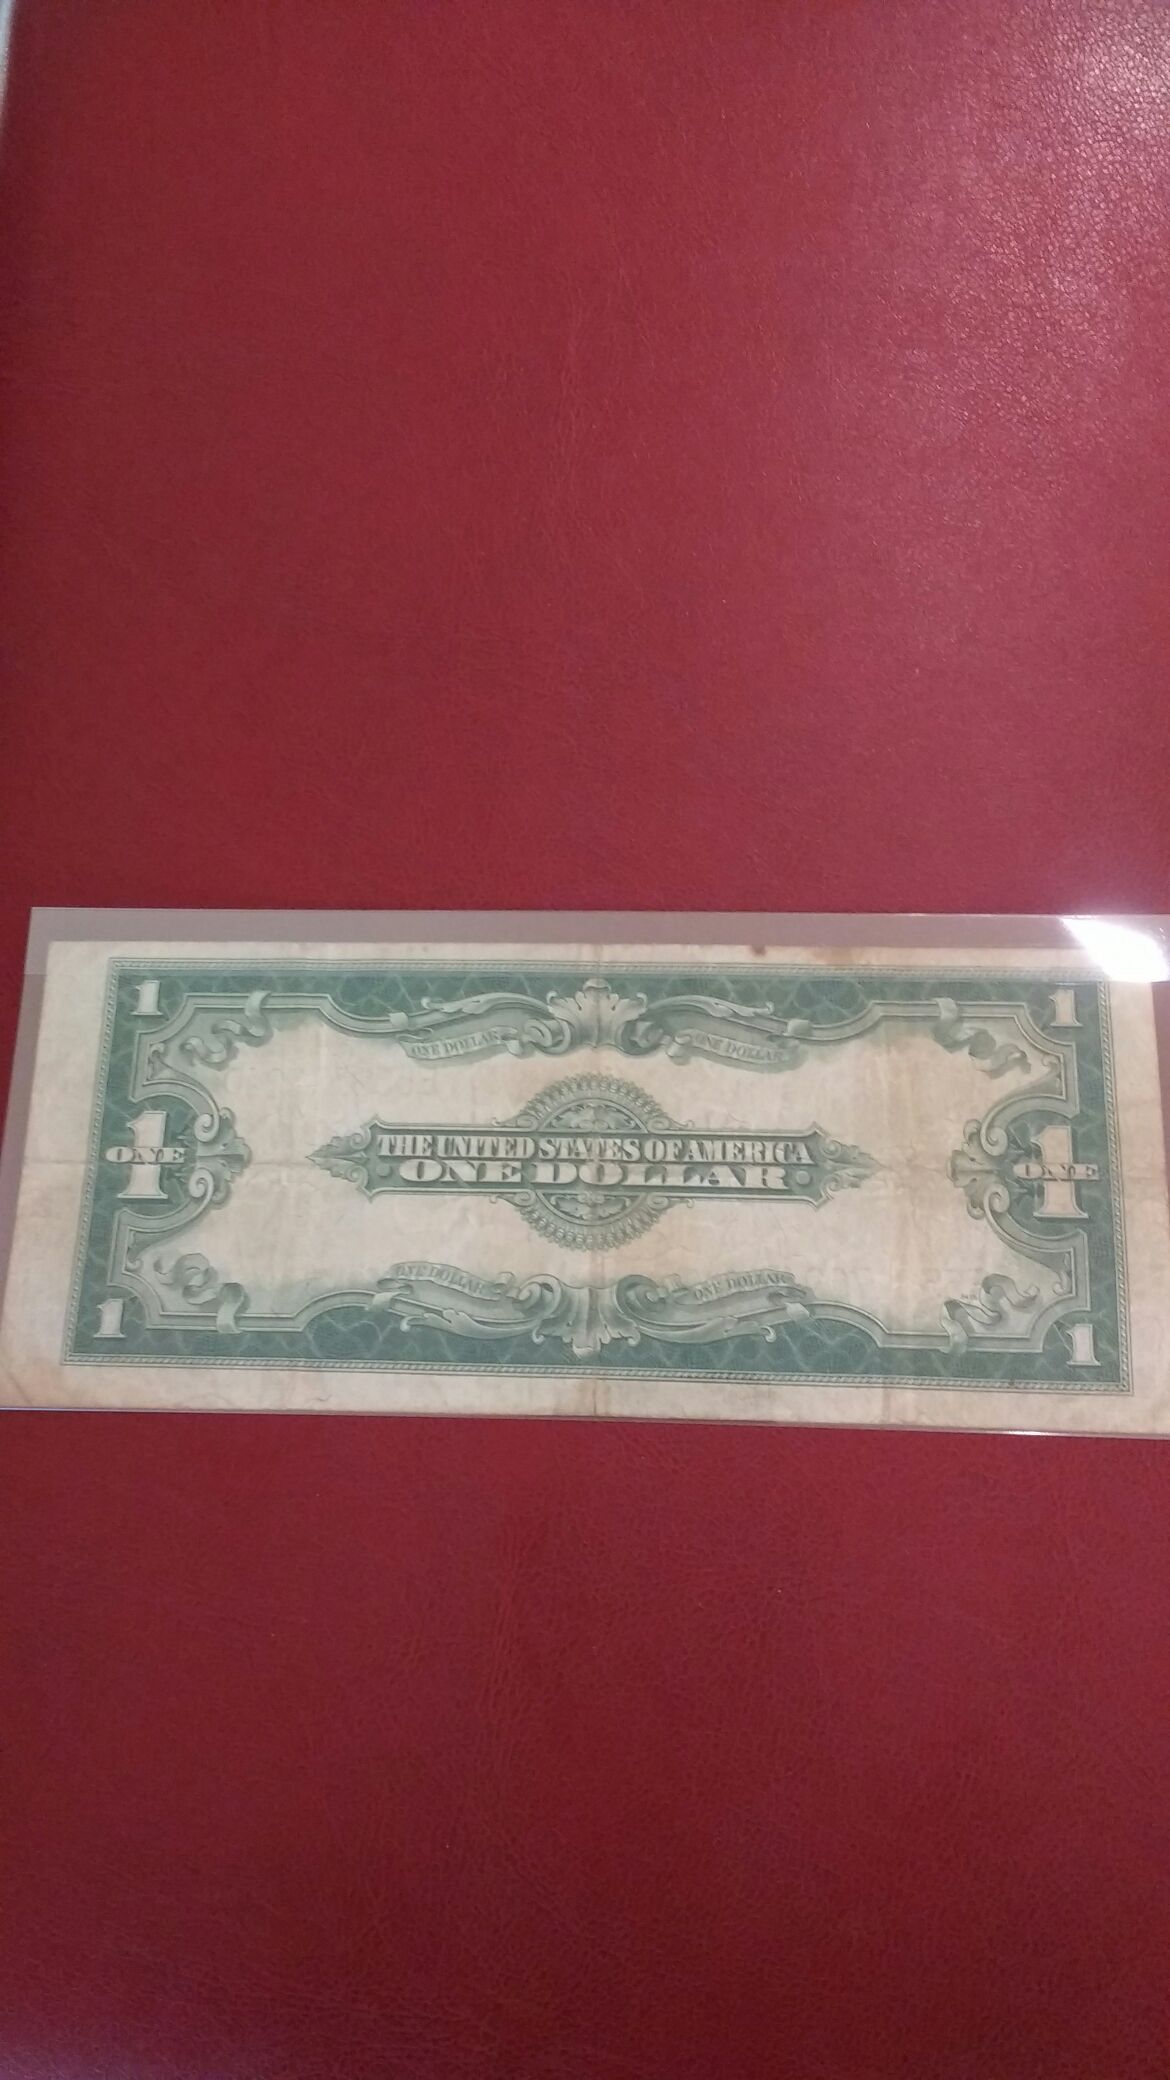 1 1
ONE DOLLAR ONE DOLLAR
THE UNITED STATES OF AMERICA
1 ONE ONE DOLLAR 1 ONE
ONE DOLLAR ONE DOLLAR
1 1